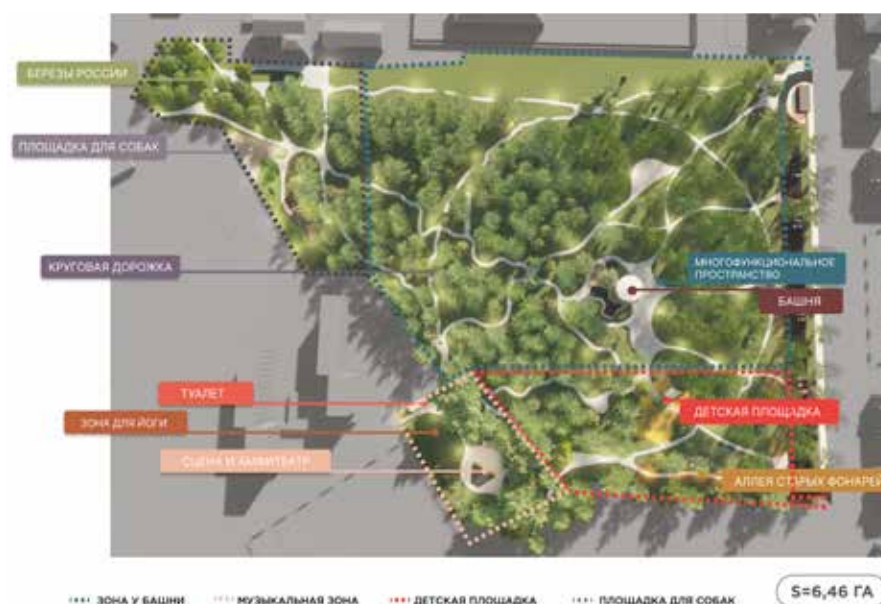 БЕРЕЗЫ РОССИИ
ПЛОЩАДКА ДЛЯ СОБАК
КРУГОВАЯ ДОРОЖКА
МНОГОФУНКЦИОНАЛЬНОЕ
ПРОСТРАНСТВО
БАШНЯ
ТУАЛЕТ
ДЕТСКАЯ ПЛОЩАДКА
ЗОНА ДЛЯ ЙОГИ
СЦЕНА И АМФИТЕАТР
АЛЛЕЯ СТАРЫХ ФОНАРЕЙ
ЗОНА У БАШНИ
МУЗЫКАЛЬНАЯ ЗОНА
ДЕТСКАЯ ПЛОЩАДКА
ПЛОЩАДКА ДЛЯ СОБАК
S=6,46 ГА